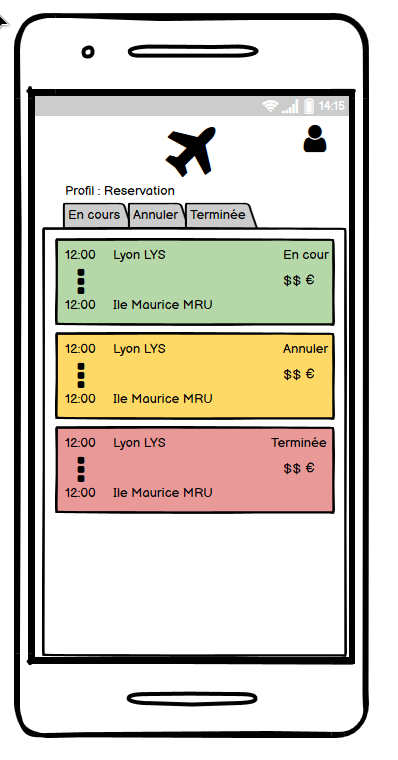 14:15
Profil : Reservation
En cours Annuler Terminée
12:00 Lyon LYS En cour
$$ €
12:00 Ile Maurice MRU
12:00 Lyon LYS Annuler
$$ €
12:00 Ile Maurice MRU
12:00 Lyon LYS Terminée
$$ €
12:00 Ile Maurice MRU